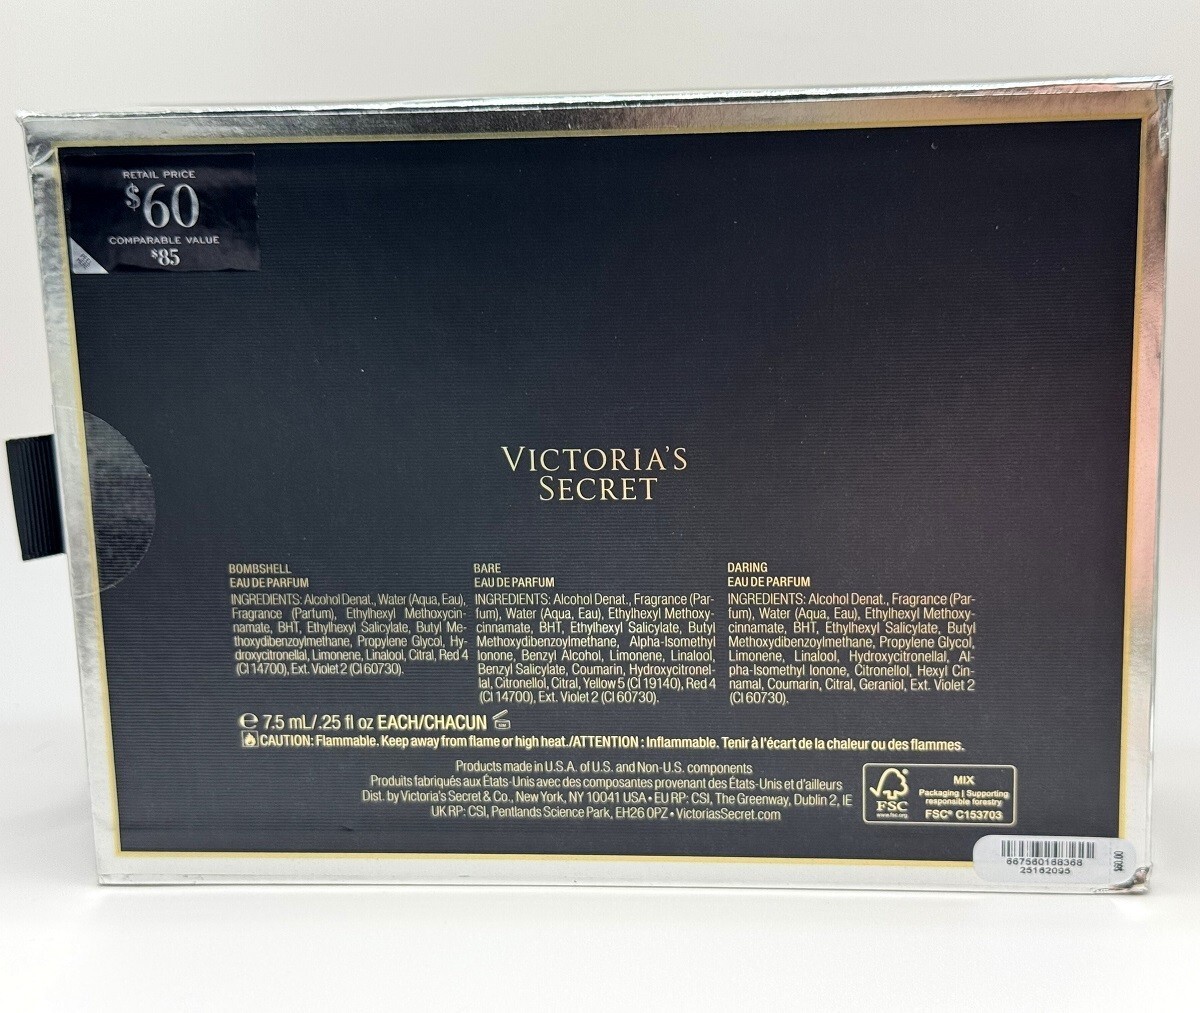 RETAIL PRICE
$60
COMPARABLE VALUE
$85
VICTORIA'S
SECRET
BOMBSHELL
EAU DE PARFUM
INGREDIENTS: Alcohol Denat., Water (Aqua, Eau),
Fragrance (Parfum), Ethylhexyl Methoxycin-
namate, BHT, Ethylhexyl Salicylate, Butyl Me-
thoxydibenzoylmethane, Propylene Glycol, Hy-
droxycitronellal, Limonene, Linalool, Citral, Red 4
(CI 14700), Ext. Violet 2 (CI 60730).
BARE
EAU DE PARFUM
INGREDIENTS: Alcohol Denat., Fragrance (Par-
fum), Water (Aqua, Eau), Ethylhexyl Methoxy-
cinnamate, BHT, Ethylhexyl Salicylate, Butyl
Methoxydibenzoylmethane, Alpha-Isomethyl
Ionone, Benzyl Alcohol, Limonene, Linalool,
Benzyl Salicylate, Coumarin, Hydroxycitronel-
lal, Citronellol, Citral, Yellow 5 (CI 19140), Red 4
(CI 14700), Ext. Violet 2 (CI 60730).
DARING
EAU DE PARFUM
INGREDIENTS: Alcohol Denat., Fragrance (Par-
fum), Water (Aqua, Eau), Ethylhexyl Methoxy-
cinnamate, BHT, Ethylhexyl Salicylate, Butyl
Methoxydibenzoylmethane, Propylene Glycol,
Limonene, Linalool, Hydroxycitronellal, Al-
pha-Isomethyl Ionone, Citronellol, Hexyl Cin-
namal, Coumarin, Citral, Geraniol, Ext. Violet 2
(CI 60730).
℮ 7.5 mL/.25 fl oz EACH/CHACUN
CAUTION: Flammable. Keep away from flame or high heat./ATTENTION : Inflammable. Tenir à l'écart de la chaleur ou des flammes.
Products made in U.S.A. of U.S. and Non-U.S. components
Produits fabriqués aux États-Unis avec des composantes provenant des États-Unis et d'ailleurs
Dist. by Victoria's Secret & Co., New York, NY 10041 USA • EU RP: CSI, The Greenway, Dublin 2, IE
UK RP: CSI, Pentlands Science Park, EH26 0PZ • VictoriasSecret.com
FSC
www.fsc.org
MIX
Packaging | Supporting
responsible forestry
FSC® C153703
667560168368
25162095
$60.00